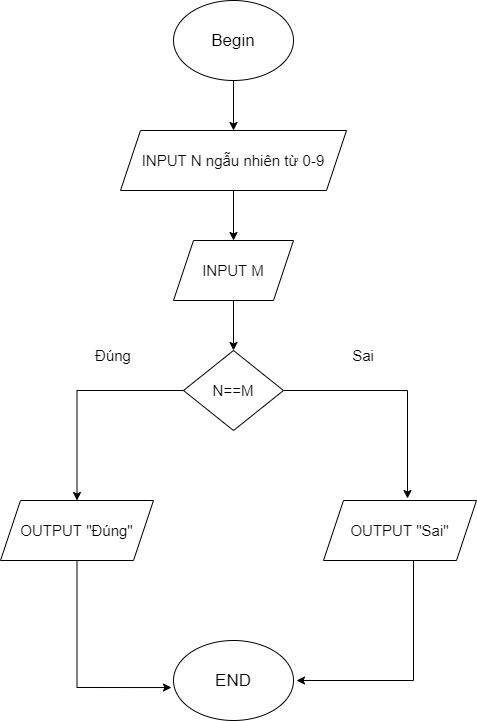 Begin
INPUT N ngẫu nhiên từ 0-9
INPUT M
Đúng
Sai
N==M
OUTPUT "Đúng"
OUTPUT "Sai"
END